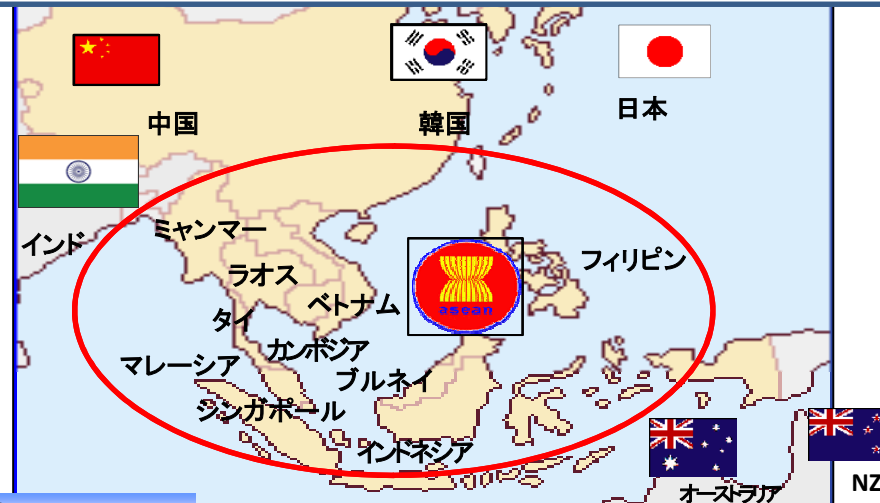 中国
韓国
日本
インド
ミャンマー
ラオス
ベトナム
タイ
カンボジア
マレーシア
ブルネイ
シンガポール
インドネシア
フィリピン
asean
オーストラリア
NZ